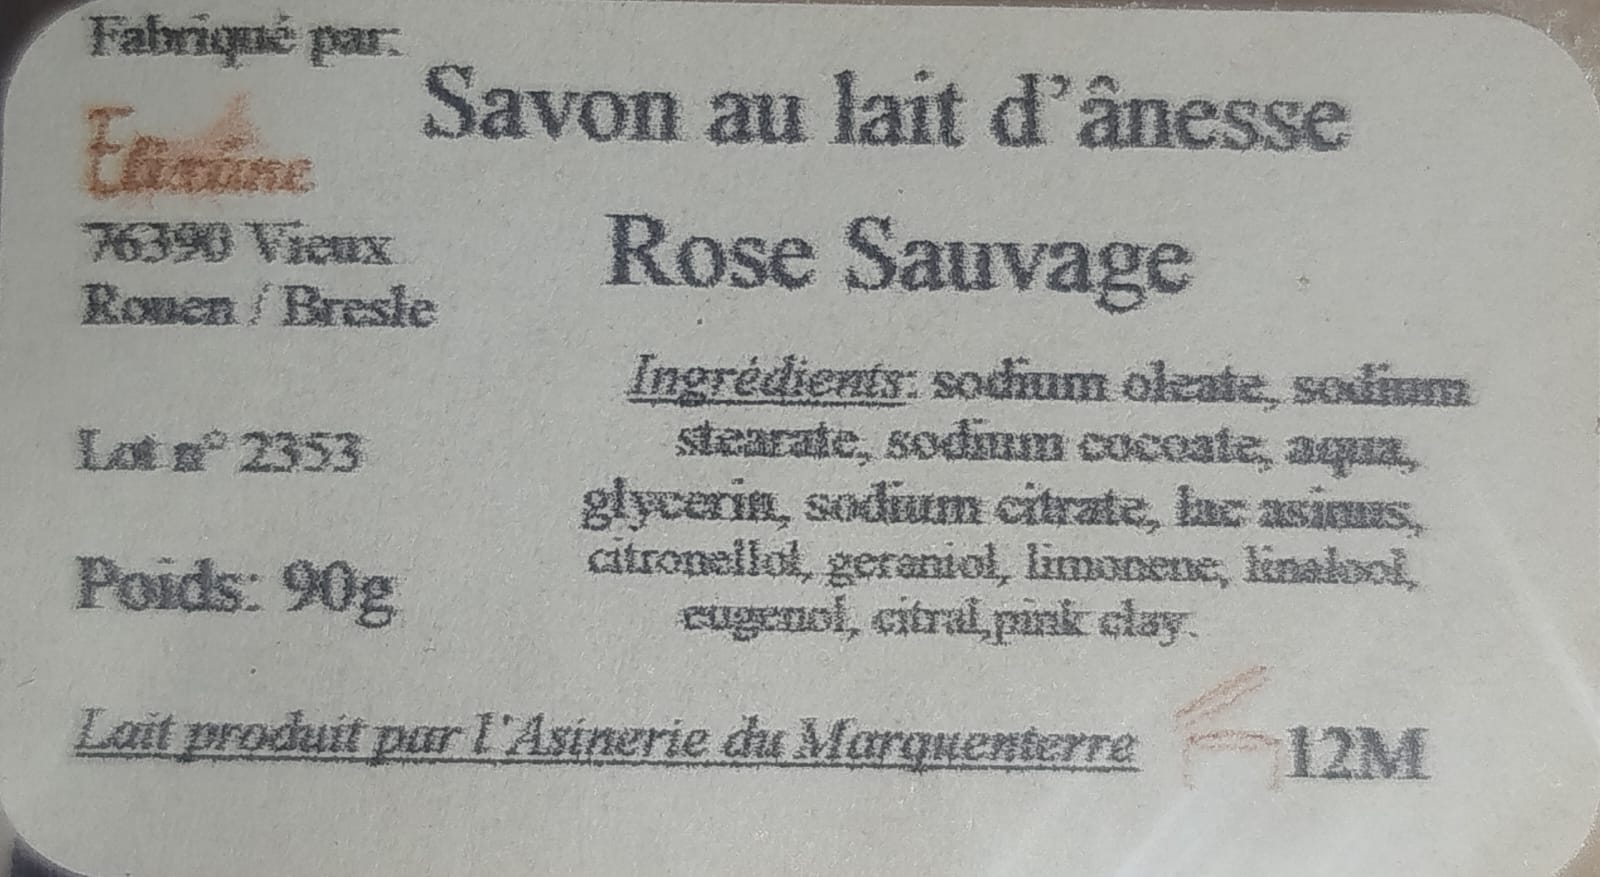 Fabriqué par:
Savon au lait d'ânesse
76390 Vieux
Rouen / Bresle
Rose Sauvage
Lot n° 2353
Poids: 90g
Ingrédients: sodium oleate, sodium
stearate, sodium cocoate, aqua,
glycerin, sodium citrate, lac asinus,
citronellol, geraniol, limonene, linalool,
eugenol, citral,pink clay.
Lait produit par l'Asinerie du Marquenterre
12M